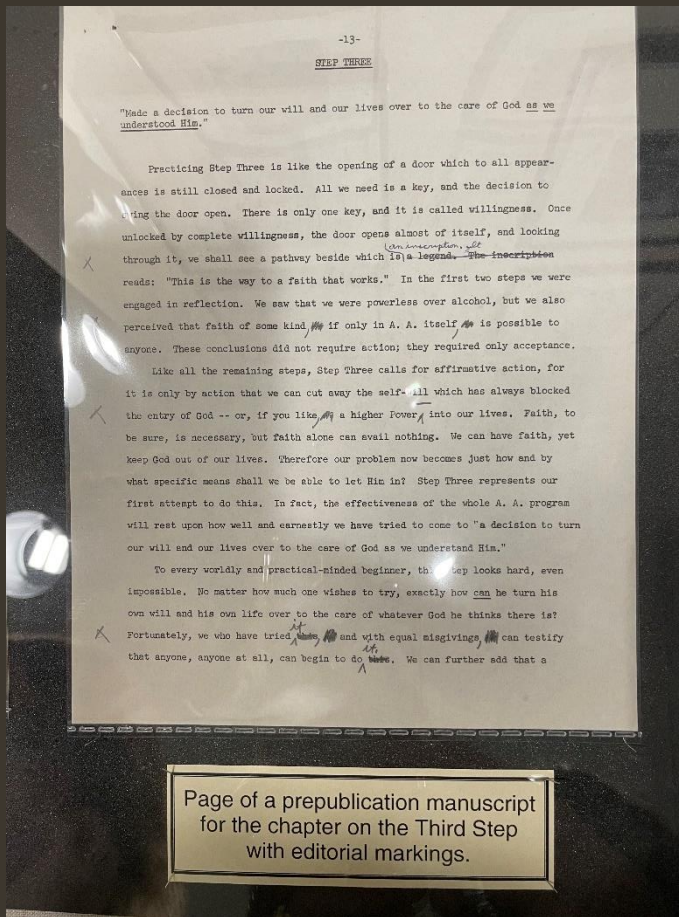 -13-
STEP THREE
"Made a decision to turn our will and our lives over to the care of God as we
understood Him."
Practicing Step Three is like the opening of a door which to all appear-
ances is still closed and locked. All we need is a key, and the decision to
swing the door open. There is only one key, and it is called willingness. Once
unlocked by complete willingness, the door opens almost of itself, and looking
an inscription. It
through it, we shall see a pathway beside which is a legend. The inscription
reads: "This is the way to a faith that works." In the first two steps we were
engaged in reflection. We saw that we were powerless over alcohol, but we also
perceived that faith of some kind, if only in A. A. itself, is possible to
anyone. These conclusions did not require action; they required only acceptance.
Like all the remaining steps, Step Three calls for affirmative action, for
it is only by action that we can cut away the self- ill which has always blocked
the entry of God -- or, if you like, a higher Power, into our lives. Faith, to
be sure, is necessary, but faith alone can avail nothing. We can have faith, yet
keep God out of our lives. Therefore our problem now becomes just how and by
what specific means shall we be able to let Him in? Step Three represents our
first attempt to do this. In fact, the effectiveness of the whole A. A. program
will rest upon how well and earnestly we have tried to come to "a decision to turn
our will and our lives over to the care of God as we understand Him."
To every worldly and practical-minded beginner, this step looks hard, even
impossible. No matter how much one wishes to try, exactly how can he turn his
own will and his own life over to the care of whatever God he thinks there is?
it
Fortunately, we who have tried this, and with equal misgivings, can testify
it.
that anyone, anyone at all, can begin to do this. We can further add that a
Page of a prepublication manuscript
for the chapter on the Third Step
with editorial markings.